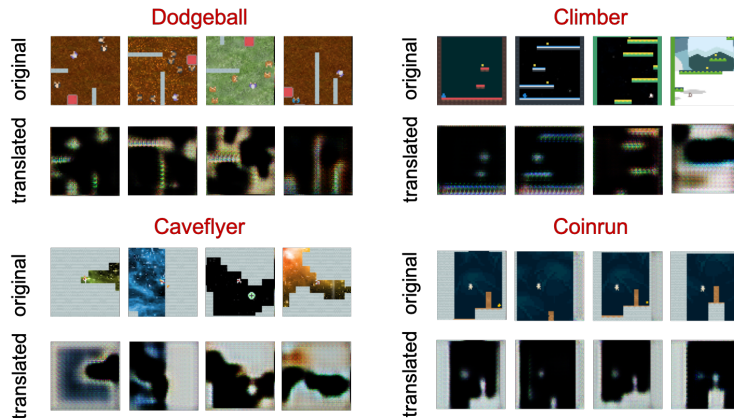 Dodgeball
original
translated
Climber
original
translated
Caveflyer
original
translated
Coinrun
original
translated